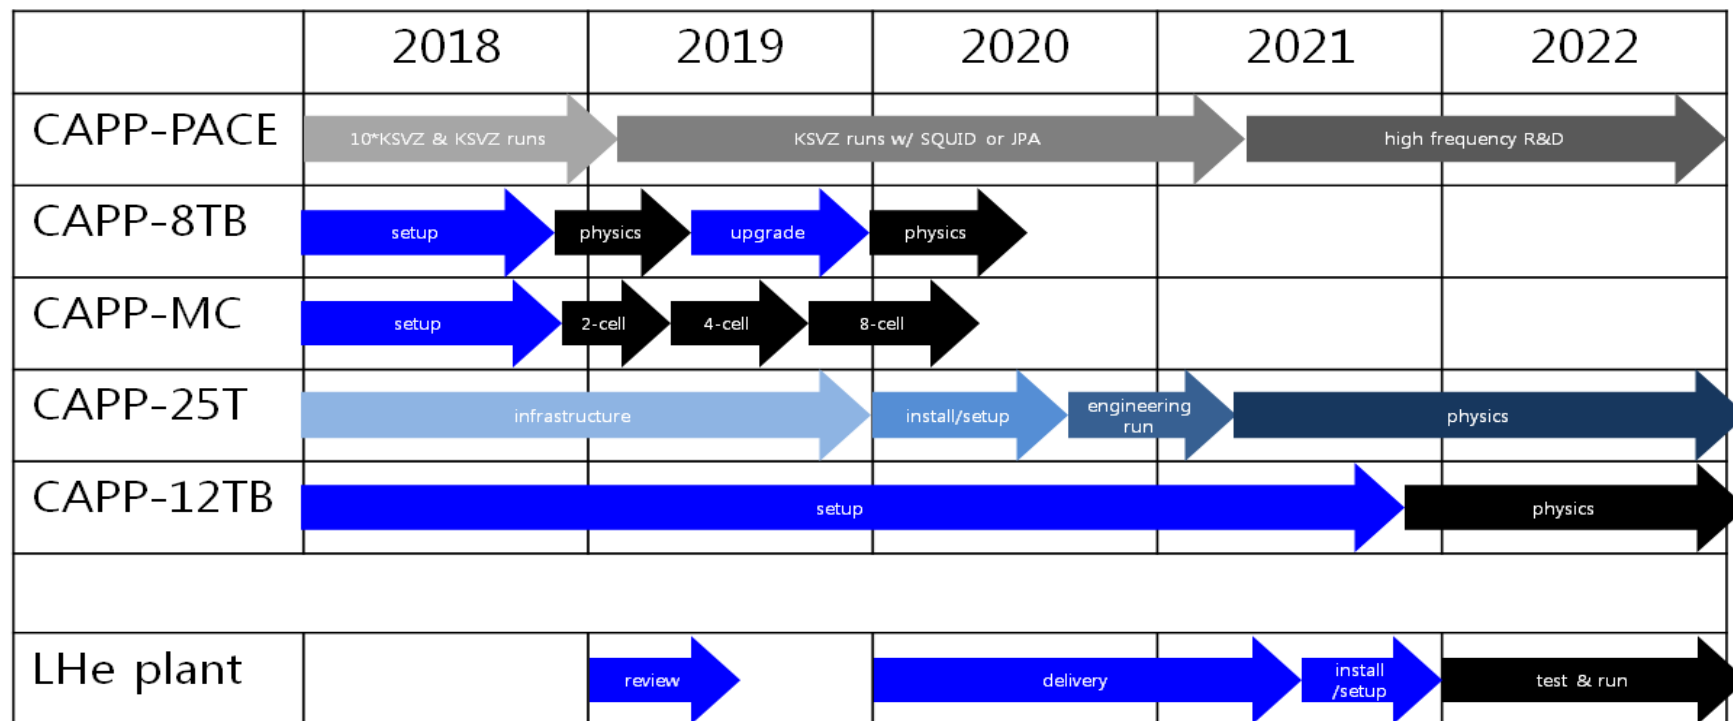 2018 2019 2020 2021 2022
CAPP-PACE 10*KSVZ & KSVZ runs KSVZ runs w/ SQUID or JPA high frequency R&D
CAPP-8TB setup physics upgrade physics
CAPP-MC setup 2-cell 4-cell 8-cell
CAPP-25T infrastructure install/setup engineering
run physics
CAPP-12TB setup physics
LHe plant review delivery install
/setup test & run